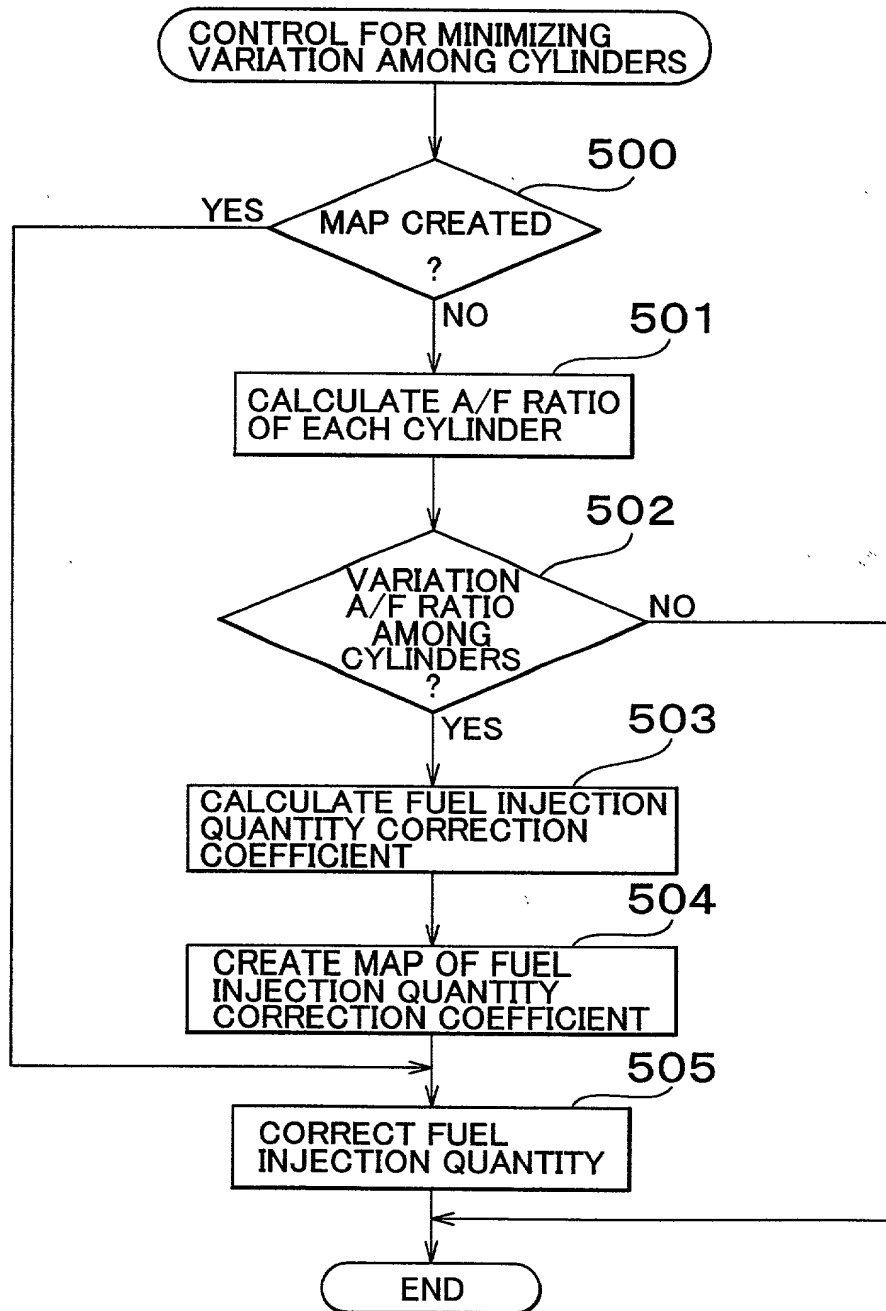 CONTROL FOR MINIMIZING
VARIATION AMONG CYLINDERS
500
YES
MAP CREATED
?
NO
501
CALCULATE A/F RATIO
OF EACH CYLINDER
502
VARIATION
A/F RATIO
AMONG
CYLINDERS
?
NO
YES
503
CALCULATE FUEL INJECTION
QUANTITY CORRECTION
COEFFICIENT
504
CREATE MAP OF FUEL
INJECTION QUANTITY
CORRECTION COEFFICIENT
505
CORRECT FUEL
INJECTION QUANTITY
END